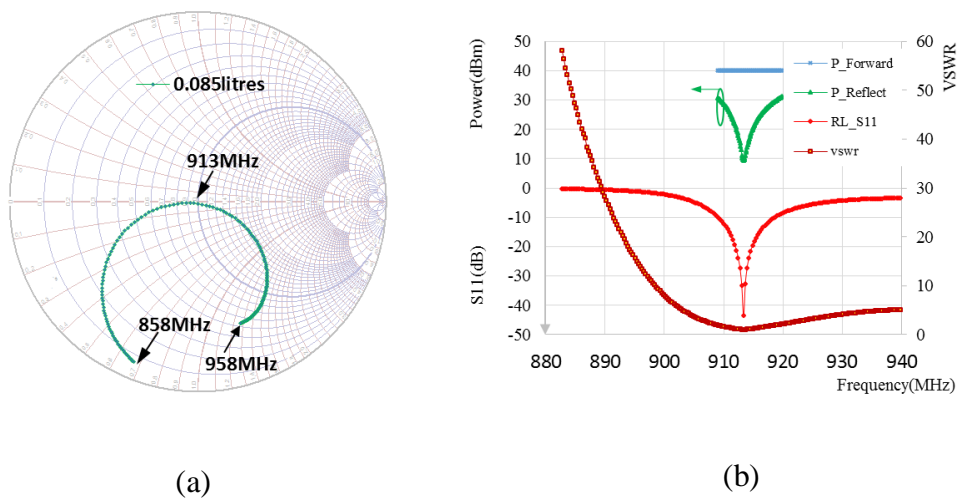 0.085litres
913MHz
858MHz
958MHz
(a)
Power(dBm)
S11(dB)
50
40
30
20
10
0
-10
-20
-30
-40
-50
60
50
40
30
20
10
0
VSWR
P_Forward
P_Reflect
RL_S11
vswr
880 890 900 910 920 930 940
Frequency(MHz)
(b)